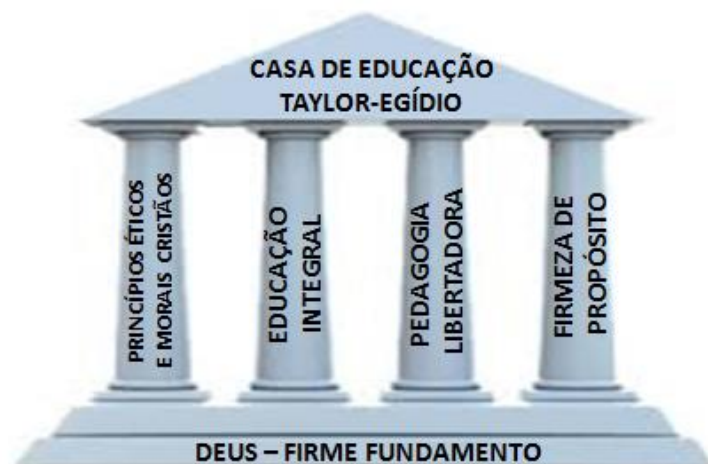 CASA DE EDUCAÇÃO
TAYLOR-EGÍDIO
PRINCÍPIOS ÉTICOS
E MORAIS CRISTÃOS
EDUCAÇÃO
INTEGRAL
PEDAGOGIA
LIBERTADORA
FIRMEZA DE
PROPÓSITO
DEUS – FIRME FUNDAMENTO